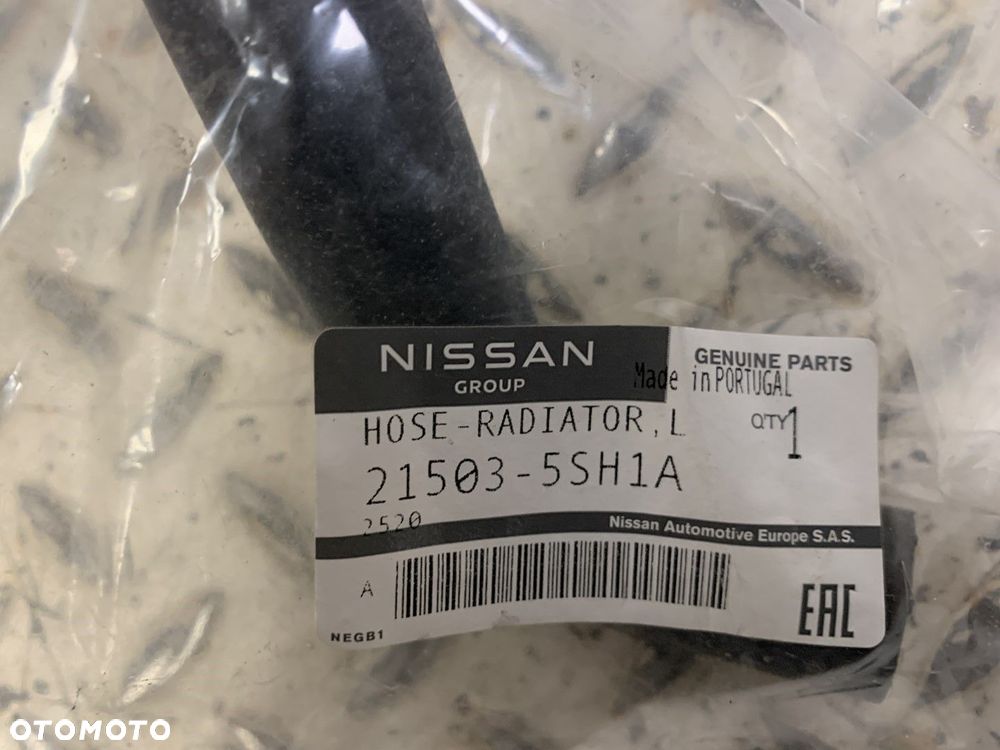 NISSAN
GROUP
GENUINE PARTS
Made in PORTUGAL
HOSE-RADIATOR,L
QTY 1
21503-5SH1A
2520
Nissan Automotive Europe S.A.S.
A
EAC
NEGB1
OTOMOTO